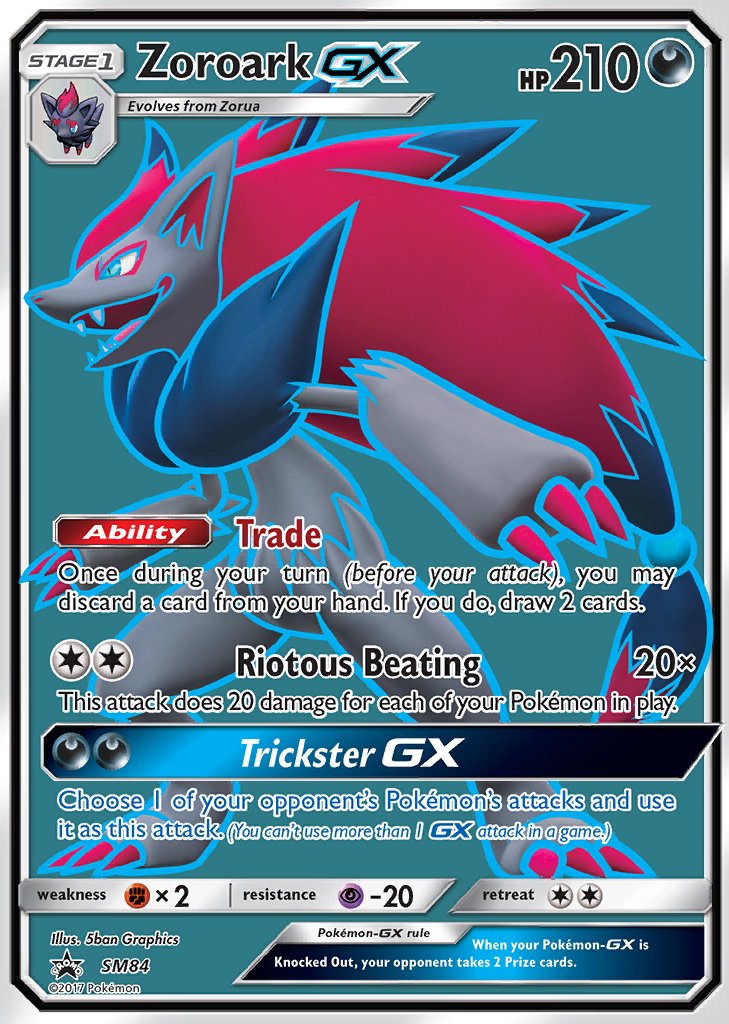 STAGE1 Zoroark GX HP210
Evolves from Zorua
Ability Trade
Once during your turn (before your attack), you may
discard a card from your hand. If you do, draw 2 cards.
Riotous Beating 20×
This attack does 20 damage for each of your Pokémon in play.
Trickster GX
Choose 1 of your opponent's Pokémon's attacks and use
it as this attack. (You can't use more than 1 GX attack in a game.)
weakness ×2 resistance -20 retreat
Illus. 5ban Graphics
SM84
©2017 Pokémon
Pokémon-GX rule
When your Pokémon-GX is
Knocked Out, your opponent takes 2 Prize cards.